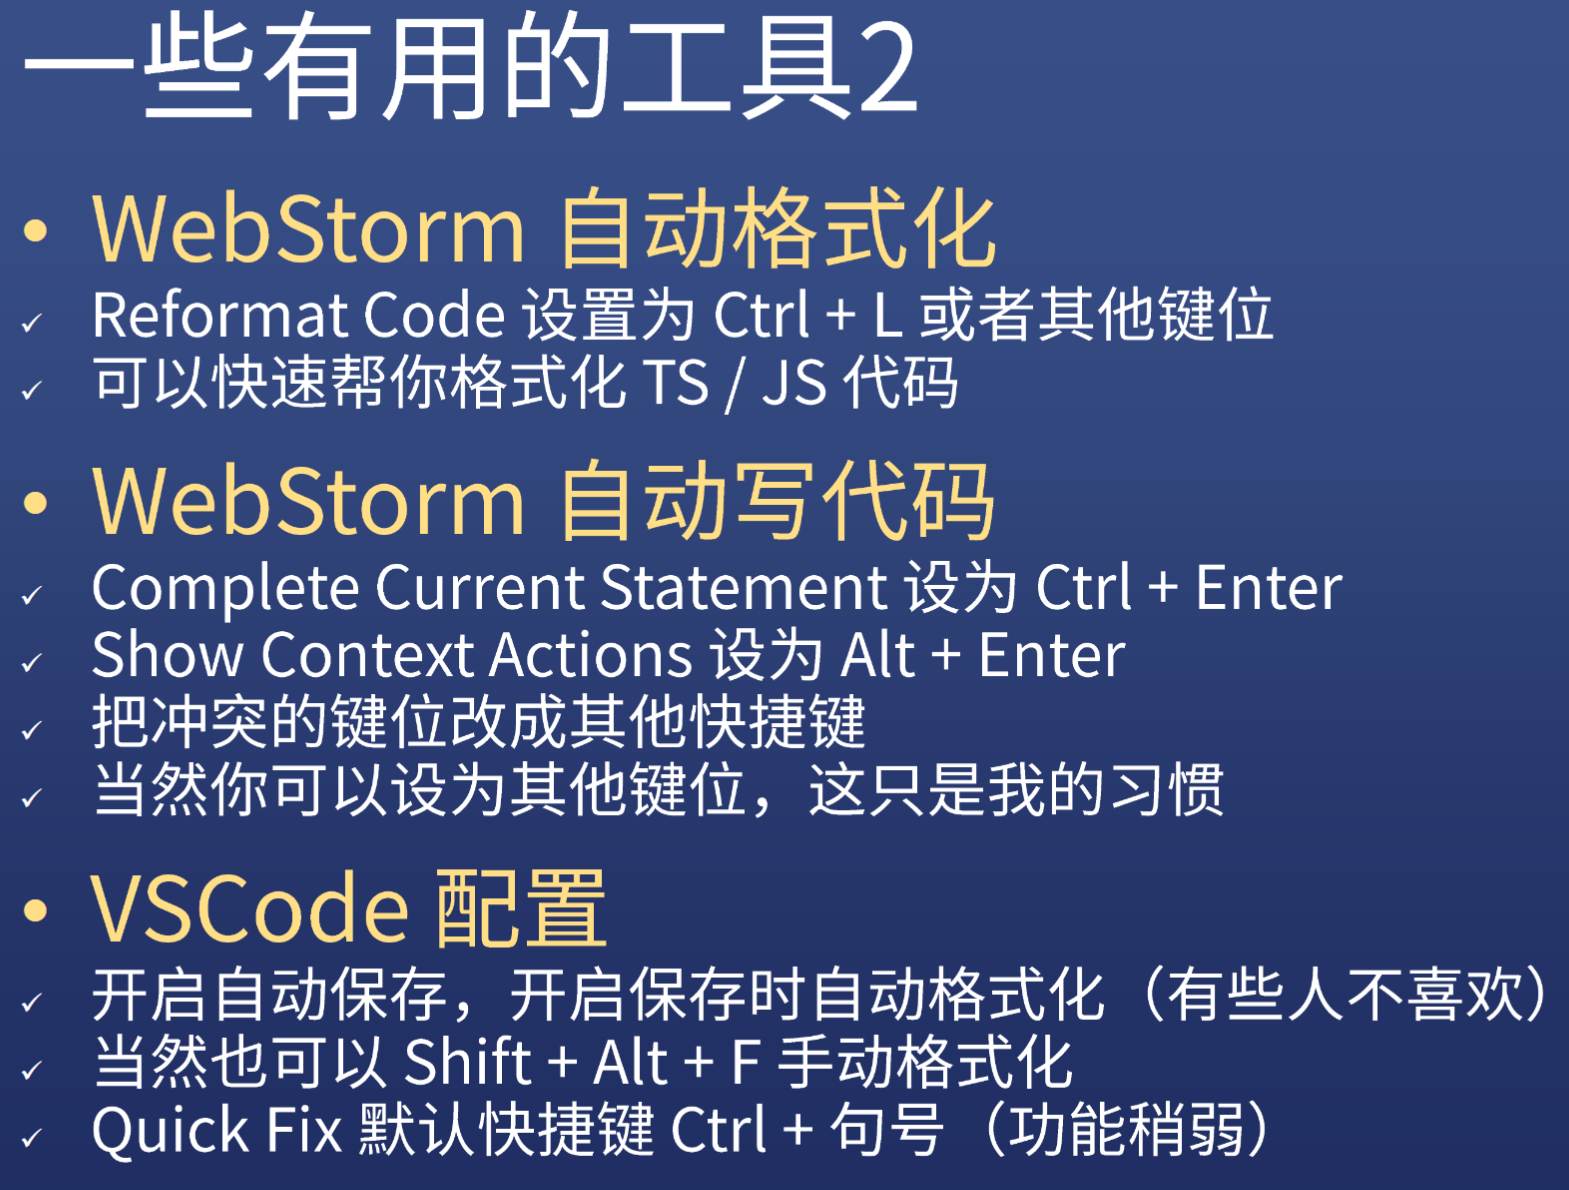 一些有用的工具2
• WebStorm 自动格式化
✓ Reformat Code 设置为 Ctrl + L 或者其他键位
✓ 可以快速帮你格式化 TS / JS 代码
• WebStorm 自动写代码
✓ Complete Current Statement 设为 Ctrl + Enter
✓ Show Context Actions 设为 Alt + Enter
✓ 把冲突的键位改成其他快捷键
✓ 当然你可以设为其他键位，这只是我的习惯
• VSCode 配置
✓ 开启自动保存，开启保存时自动格式化（有些人不喜欢）
✓ 当然也可以 Shift + Alt + F 手动格式化
✓ Quick Fix 默认快捷键 Ctrl + 句号（功能稍弱）